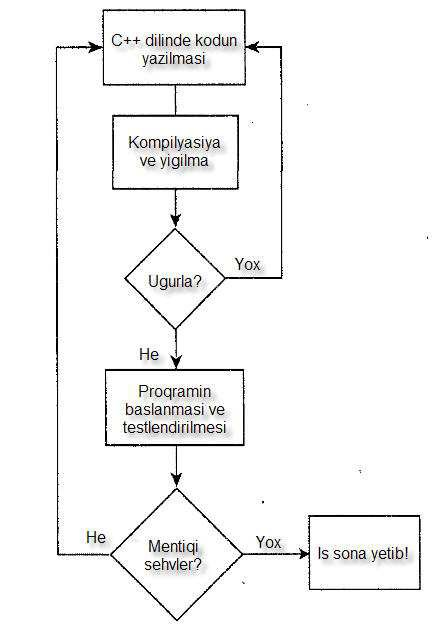 C++ dilinde kodun
yazilmasi
Kompilyasiya
ve yigilma
Ugurla?
Yox
He
Proqramin
baslanmasi ve
testlendirilmesi
He
Mentiqi
sehvler?
Yox
Is sona yetib!